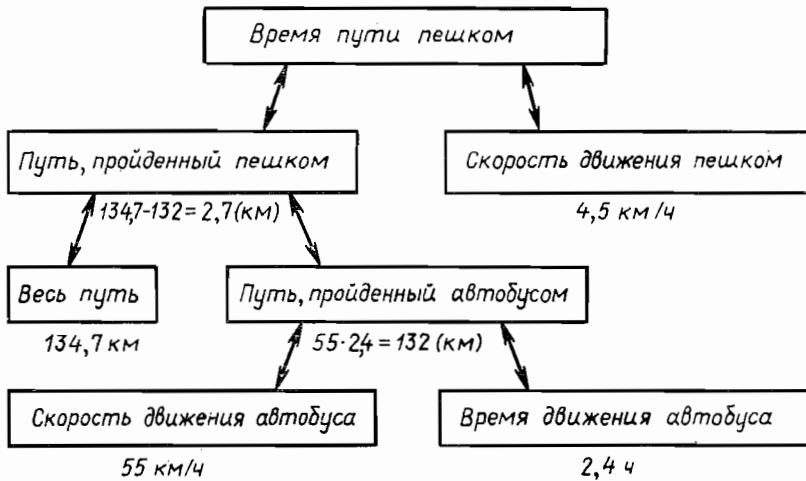 Время пути пешком
Путь, пройденный пешком
Скорость движения пешком
134,7-132=2,7(км)
4,5 км/ч
Весь путь
Путь, пройденный автобусом
134,7 км
55·2,4=132(км)
Скорость движения автобуса
Время движения автобуса
55 км/ч
2,4 ч